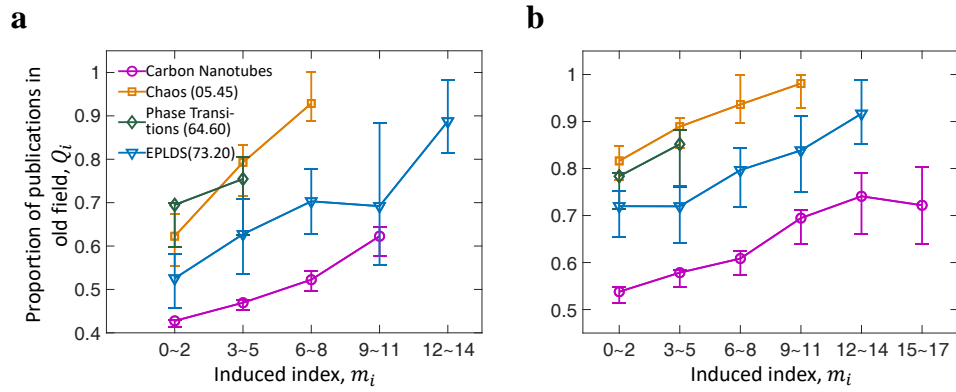 a
b
Proportion of publications in
old field, Q_i
1
0.9
0.8
0.7
0.6
0.5
0.4
Carbon Nanotubes
Chaos (05.45)
Phase Transi-
tions (64.60)
EPLDS(73.20)
0~2 3~5 6~8 9~11 12~14
Induced index, m_i
1
0.9
0.8
0.7
0.6
0.5
0~2 3~5 6~8 9~11 12~14 15~17
Induced index, m_i